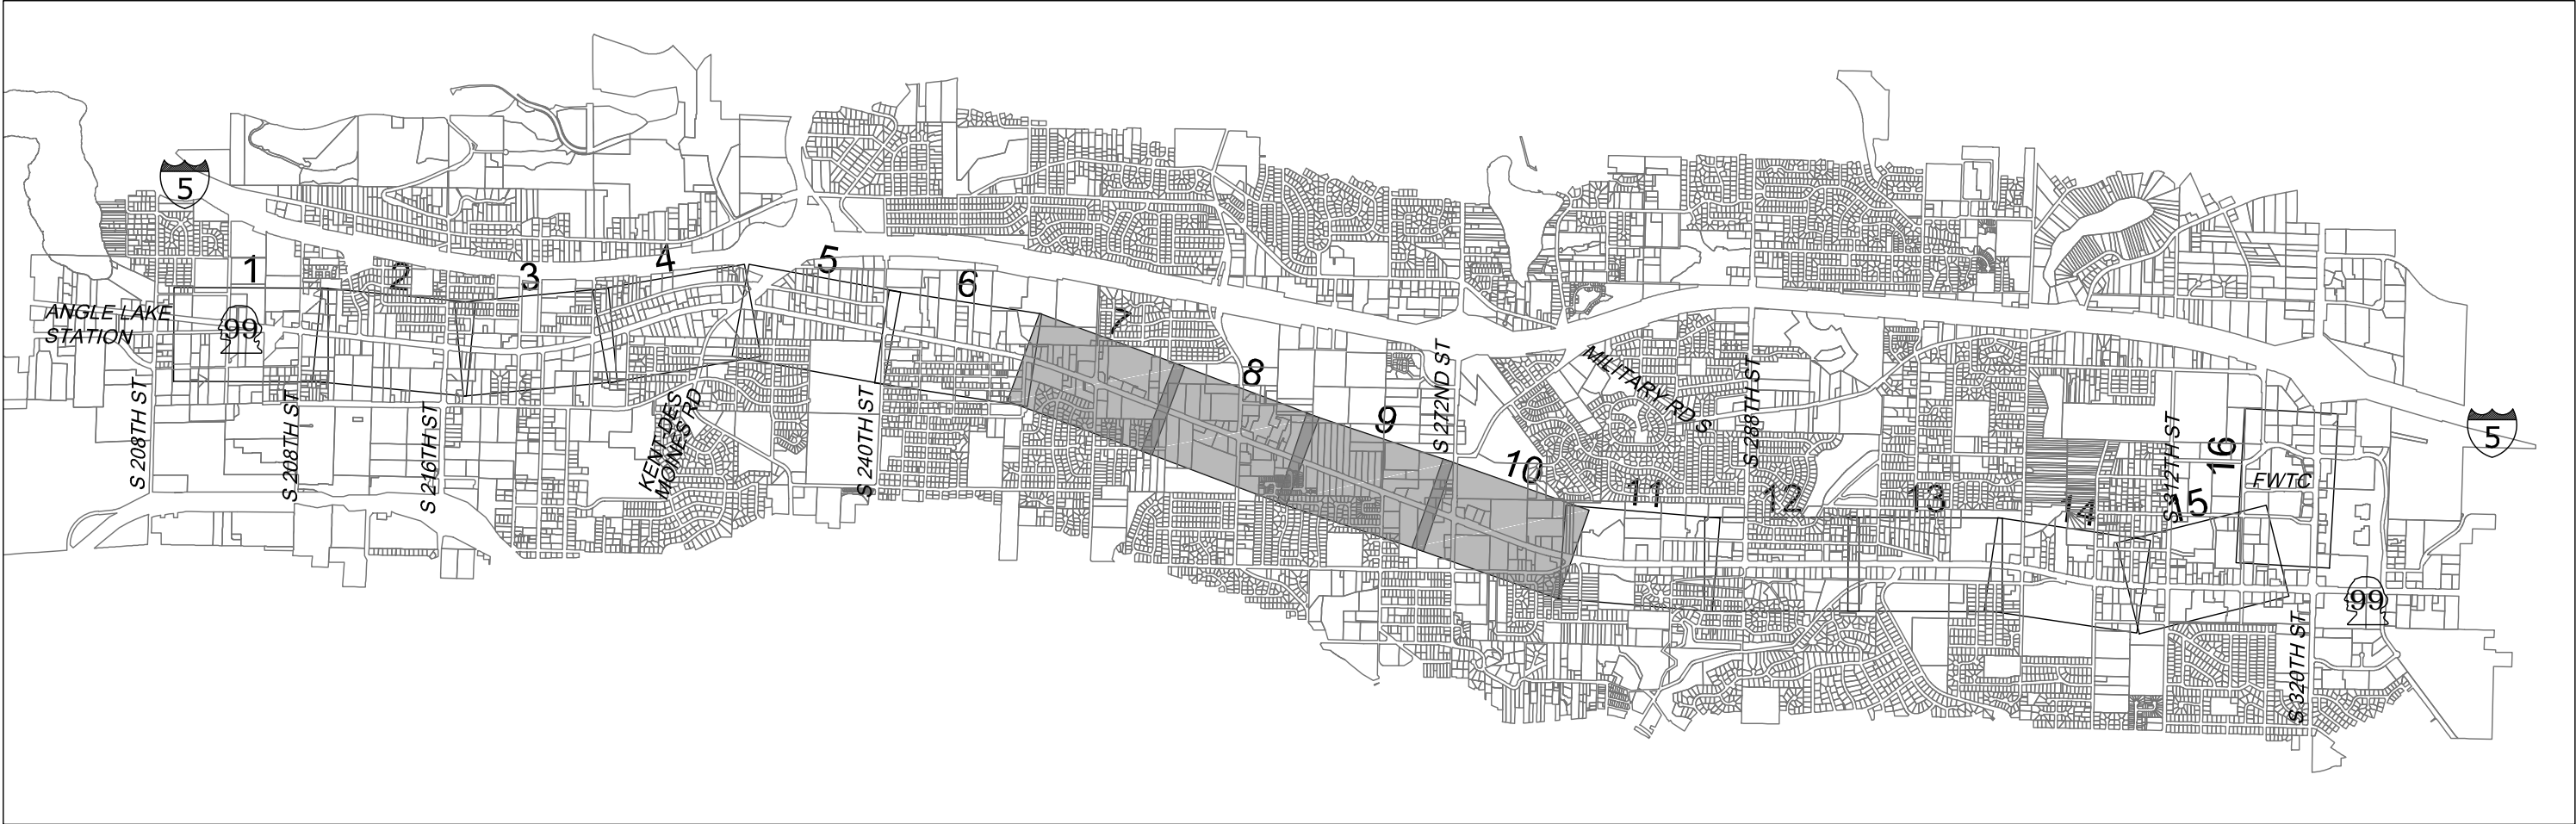 5
1
2
3
4
5
6
7
8
9
10
11
12
13
14
15
16
ANGLE LAKE
STATION
99
S 208TH ST
S 208TH ST
S 216TH ST
KENT-DES
MOINES RD
S 240TH ST
S 272ND ST
MILITARY RD S
S 288TH ST
S 312TH ST
FWTC
5
99
S 320TH ST